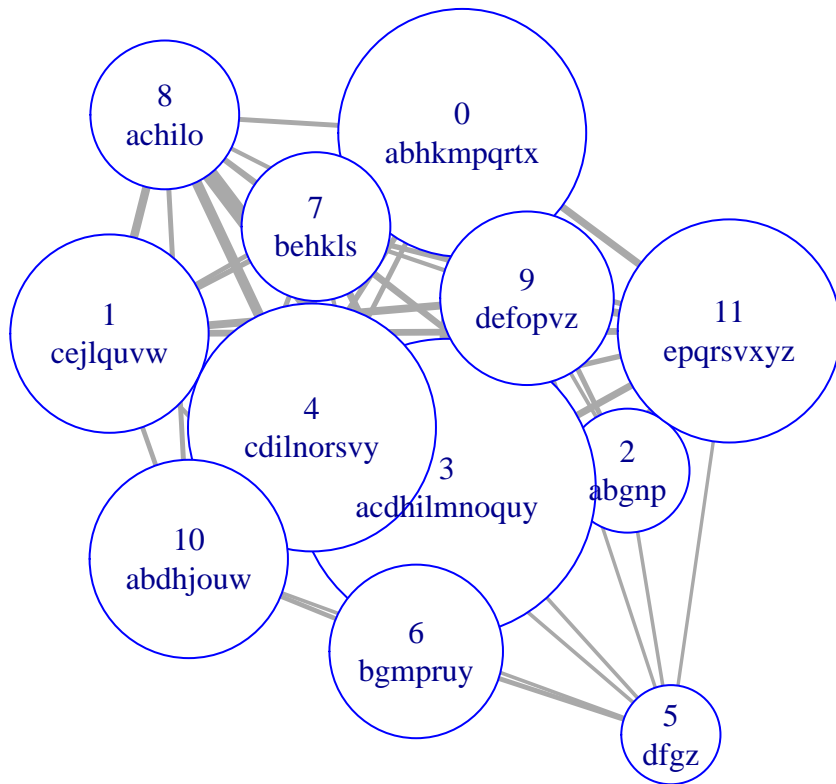 8
achilo
0
abhkmpqrtx
7
behkls
9
defopvz
1
cejlquvw
11
epqrsvxyz
4
cdilnorsvy
3
acdhilmnoquy
2
abgnp
10
abdhjouw
6
bgmpruy
5
dfgz